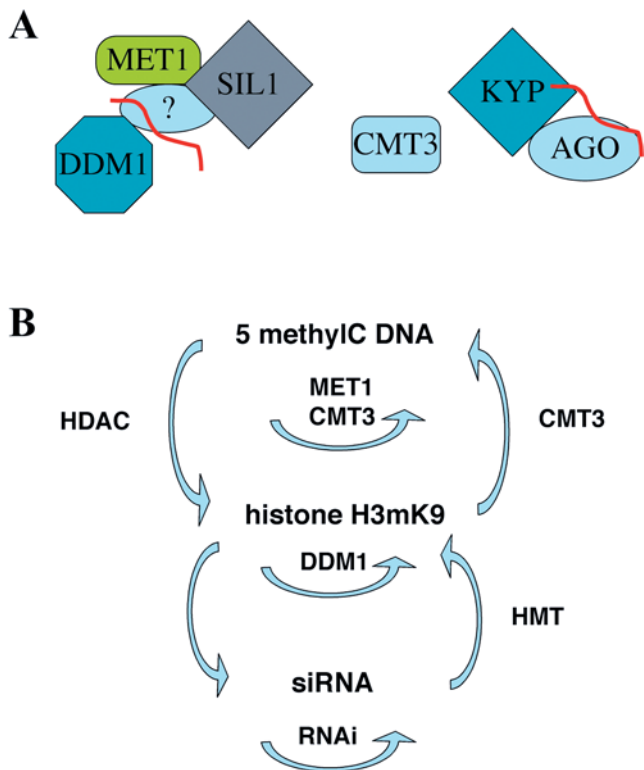 A
MET1
SIL1
?
DDM1
KYP
CMT3
AGO
B
5 methylC DNA
MET1
CMT3
HDAC
CMT3
histone H3mK9
DDM1
HMT
siRNA
RNAi